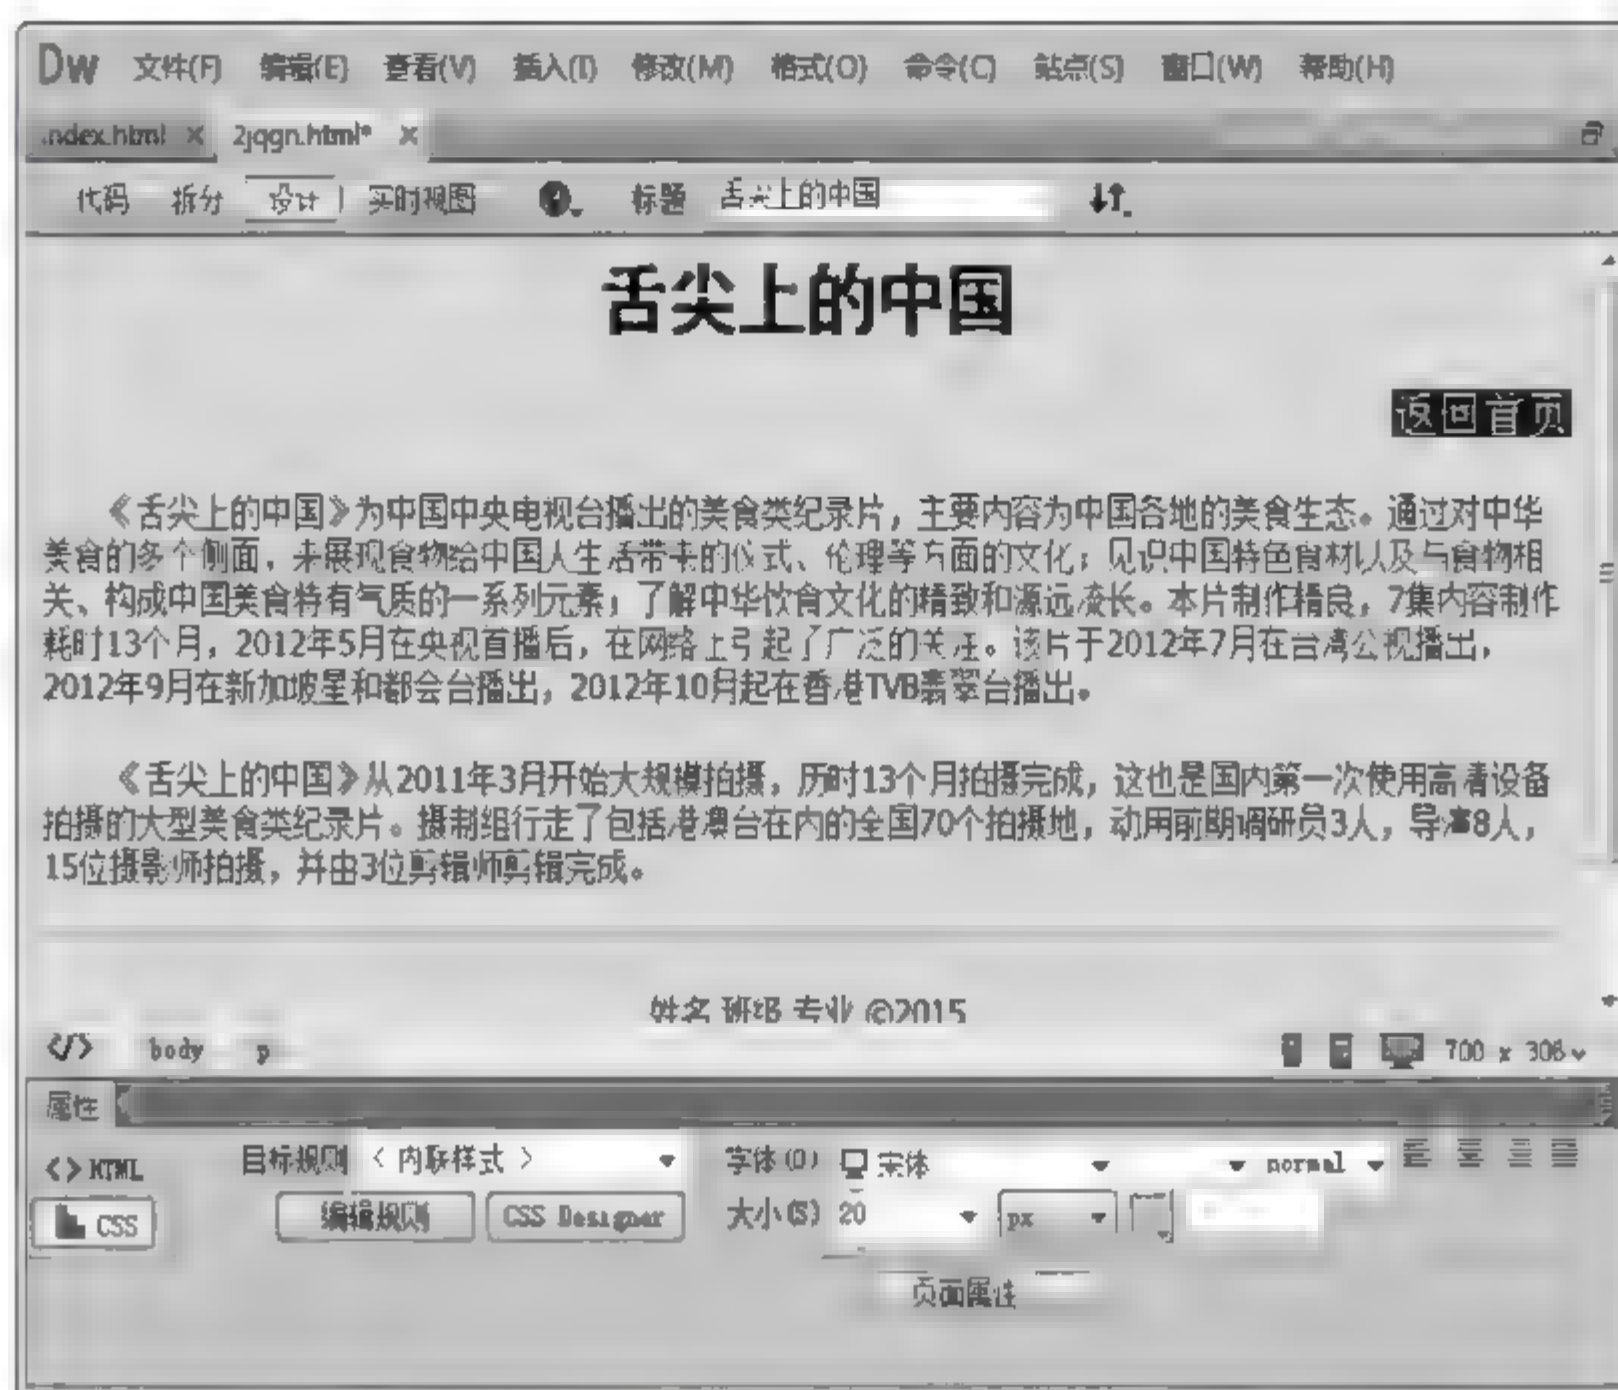 Dw 文件(F) 编辑(E) 查看(V) 插入(I) 修改(M) 格式(O) 命令(C) 站点(S) 窗口(W) 帮助(H)
index.html × 2jqgn.html* ×
代码 拆分 设计 实时视图 标题 舌尖上的中国
舌尖上的中国
返回首页
《舌尖上的中国》为中国中央电视台播出的美食类纪录片，主要内容为中国各地的美食生态。通过对中华
美食的多个侧面，来展现食物给中国人生活带来的仪式、伦理等方面的文化；见识中国特色食材以及与食物相
关、构成中国美食特有气质的一系列元素；了解中华饮食文化的精致和源远流长。本片制作精良，7集内容制作
耗时13个月，2012年5月在央视首播后，在网络上引起了广泛的关注。该片于2012年7月在台湾公视播出，
2012年9月在新加坡星和都会台播出，2012年10月起在香港TVB翡翠台播出。
《舌尖上的中国》从2011年3月开始大规模拍摄，历时13个月拍摄完成，这也是国内第一次使用高清设备
拍摄的大型美食类纪录片。摄制组行走了包括港澳台在内的全国70个拍摄地，动用前期调研员3人，导演8人，
15位摄影师拍摄，并由3位剪辑师剪辑完成。
姓名 班级 专业 ©2015
</> body p 700 x 306
属性
<> HTML 目标规则 < 内联样式 > 字体(O) 宋体 normal
CSS 编辑规则 CSS Designer 大小(S) 20 px
页面属性